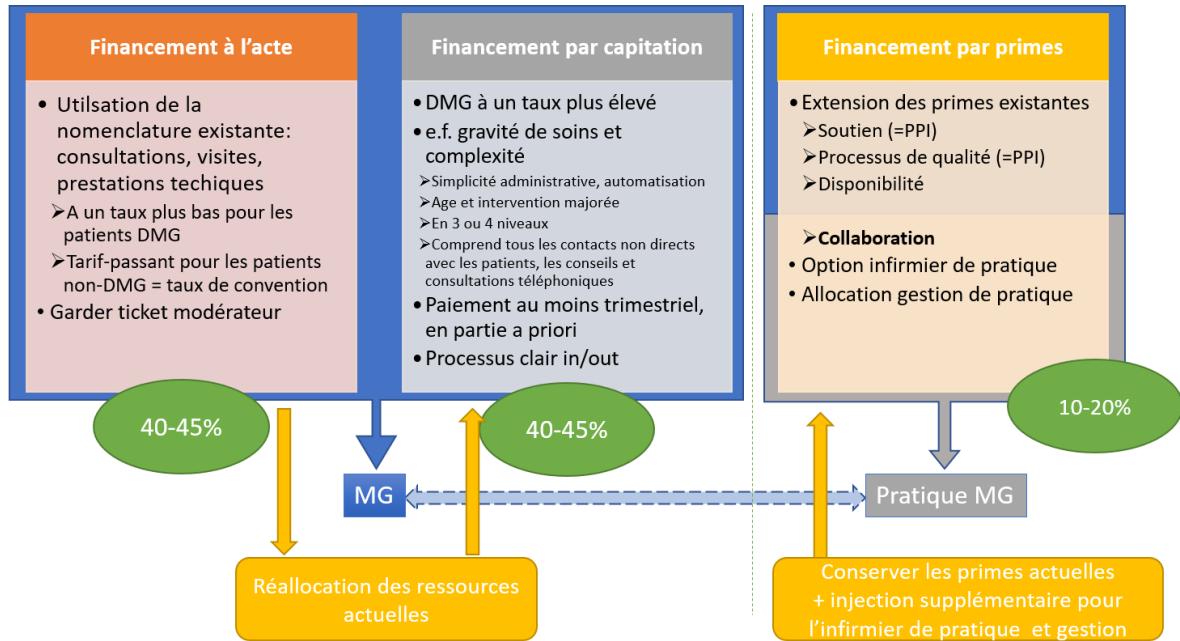 Financement à l'acte
• Utilsation de la
nomenclature existante:
consultations, visites,
prestations techiques
➢A un taux plus bas pour les
patients DMG
➢Tarif-passant pour les patients
non-DMG = taux de convention
• Garder ticket modérateur
40-45%
Financement par capitation
•DMG à un taux plus élevé
•e.f. gravité de soins et
complexité
➢Simplicité administrative, automatisation
➢Age et intervention majorée
➢En 3 ou 4 niveaux
➢Comprend tous les contacts non directs
avec les patients, les conseils et
consultations téléphoniques
•Paiement au moins trimestriel,
en partie a priori
•Processus clair in/out
40-45%
Financement par primes
•Extension des primes existantes
➢Soutien (=PPI)
➢Processus de qualité (=PPI)
➢Disponibilité
➢Collaboration
• Option infirmier de pratique
• Allocation gestion de pratique
10-20%
MG
Pratique MG
Réallocation des ressources
actuelles
Conserver les primes actuelles
+ injection supplémentaire pour
l'infirmier de pratique et gestion